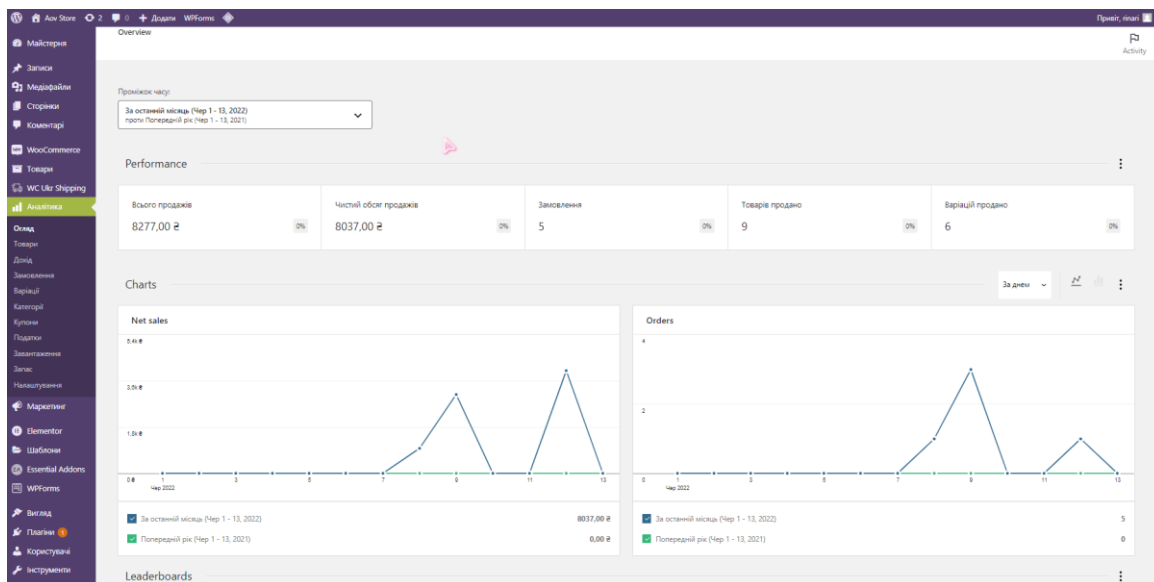 Aov Store 2 0 + Додати WPForms Привіт, rinari
Overview
Activity
Майстерня
Записи
Медіафайли
Сторінки
Коментарі
WooCommerce
Товари
WC Ukr Shipping
Аналітика
Огляд
Товари
Дохід
Замовлення
Варіації
Категорії
Купони
Податки
Завантаження
Запас
Налаштування
Маркетинг
Elementor
Шаблони
Essential Addons
WPForms
Вигляд
Плагіни 1
Користувачі
Інструменти
Проміжок часу:
За останній місяць (Чер 1 - 13, 2022)
проти Попередній рік (Чер 1 - 13, 2021)
Performance
Всього продажів
8277,00 ₴ 0%
Чистий обсяг продажів
8037,00 ₴ 0%
Замовлення
5 0%
Товарів продано
9 0%
Варіацій продано
6 0%
Charts
За днем
Net sales
5.4k ₴
3.5k ₴
1.8k ₴
0 ₴ 1 3 5 7 9 11 13
Чер 2022
За останній місяць (Чер 1 - 13, 2022) 8037,00 ₴
Попередній рік (Чер 1 - 13, 2021) 0,00 ₴
Orders
4
2
0 1 3 5 7 9 11 13
Чер 2022
За останній місяць (Чер 1 - 13, 2022) 5
Попередній рік (Чер 1 - 13, 2021) 0
Leaderboards